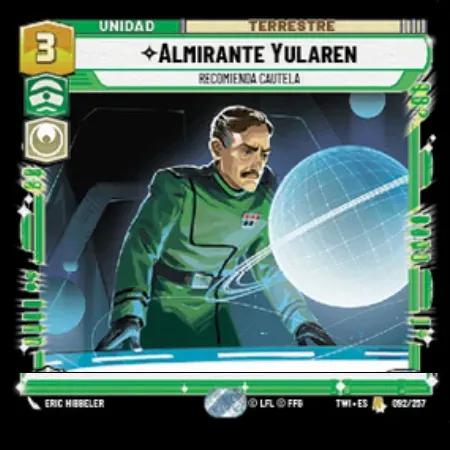 UNIDAD
TERRESTRE
3
ALMIRANTE YULAREN
RECOMIENDA CAUTELA
ERIC HIBBELER
© LFL © FFG
TWI • ES
092/257